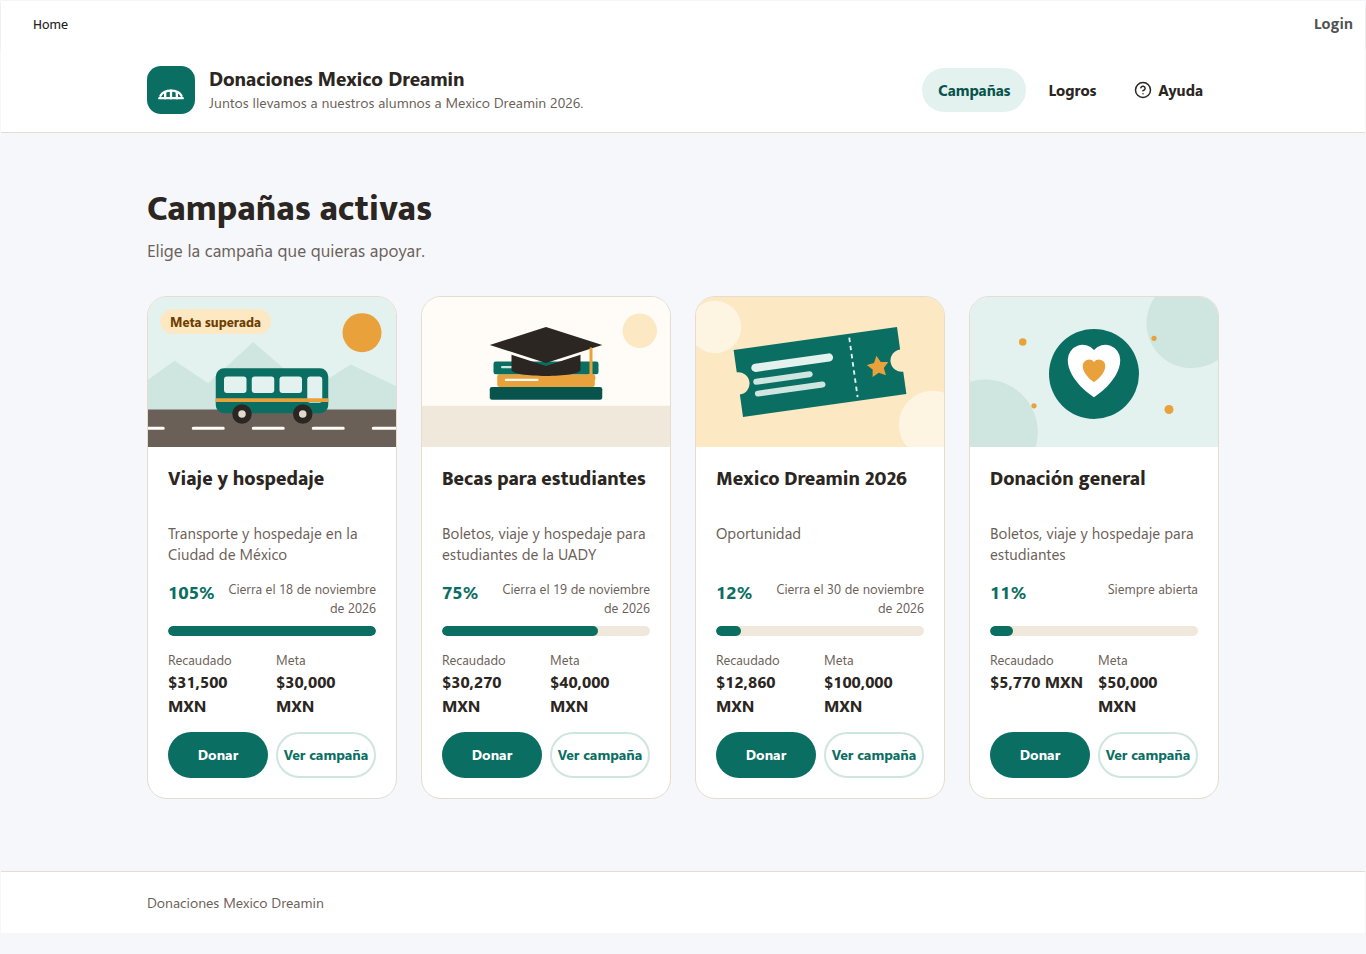 Home
Login
Donaciones Mexico Dreamin
Juntos llevamos a nuestros alumnos a Mexico Dreamin 2026.
Campañas
Logros
Ayuda
Campañas activas
Elige la campaña que quieras apoyar.
Meta superada
Viaje y hospedaje
Transporte y hospedaje en la
Ciudad de México
105%
Cierra el 18 de noviembre
de 2026
Recaudado
$31,500
MXN
Meta
$30,000
MXN
Donar
Ver campaña
Becas para estudiantes
Boletos, viaje y hospedaje para
estudiantes de la UADY
75%
Cierra el 19 de noviembre
de 2026
Recaudado
$30,270
MXN
Meta
$40,000
MXN
Donar
Ver campaña
Mexico Dreamin 2026
Oportunidad
12%
Cierra el 30 de noviembre
de 2026
Recaudado
$12,860
MXN
Meta
$100,000
MXN
Donar
Ver campaña
Donación general
Boletos, viaje y hospedaje para
estudiantes
11%
Siempre abierta
Recaudado
$5,770 MXN
Meta
$50,000
MXN
Donar
Ver campaña
Donaciones Mexico Dreamin